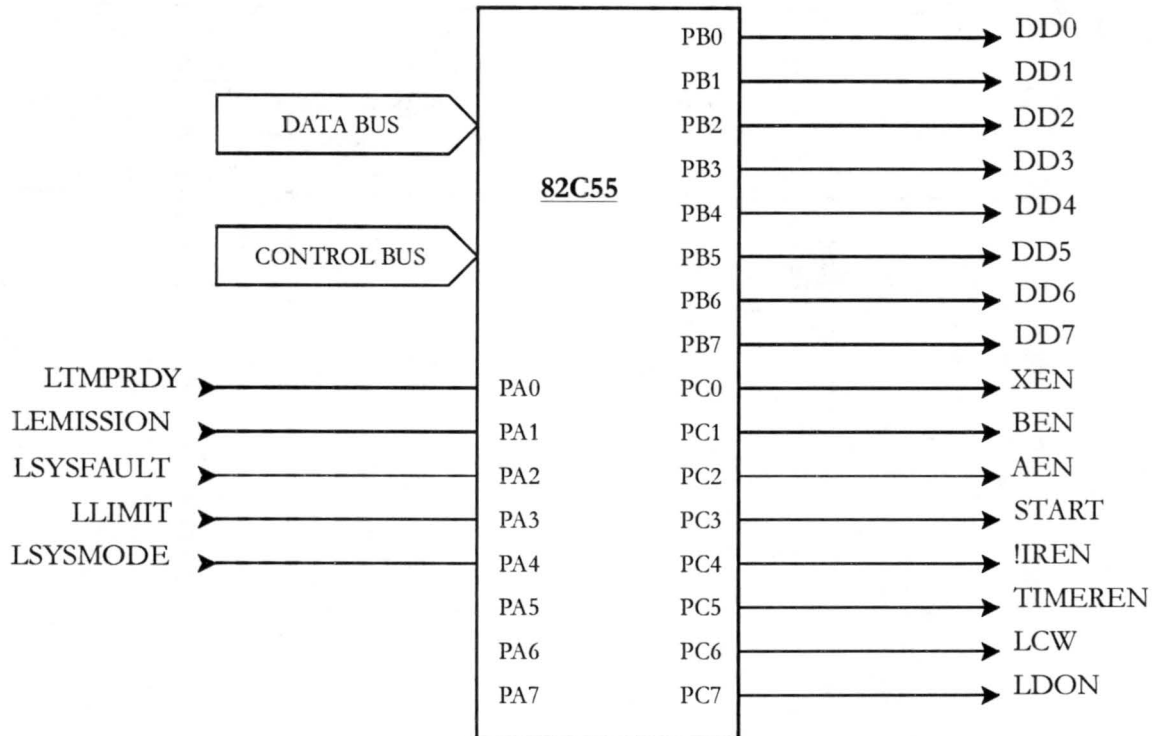 PB0 DD0
PB1 DD1
DATA BUS PB2 DD2
PB3 DD3
82C55
PB4 DD4
CONTROL BUS PB5 DD5
PB6 DD6
PB7 DD7
LTMPRDY PA0 PC0 XEN
LEMISSION PA1 PC1 BEN
LSYSFAULT PA2 PC2 AEN
LLIMIT PA3 PC3 START
LSYSMODE PA4 PC4 !IREN
PA5 PC5 TIMEREN
PA6 PC6 LCW
PA7 PC7 LDON